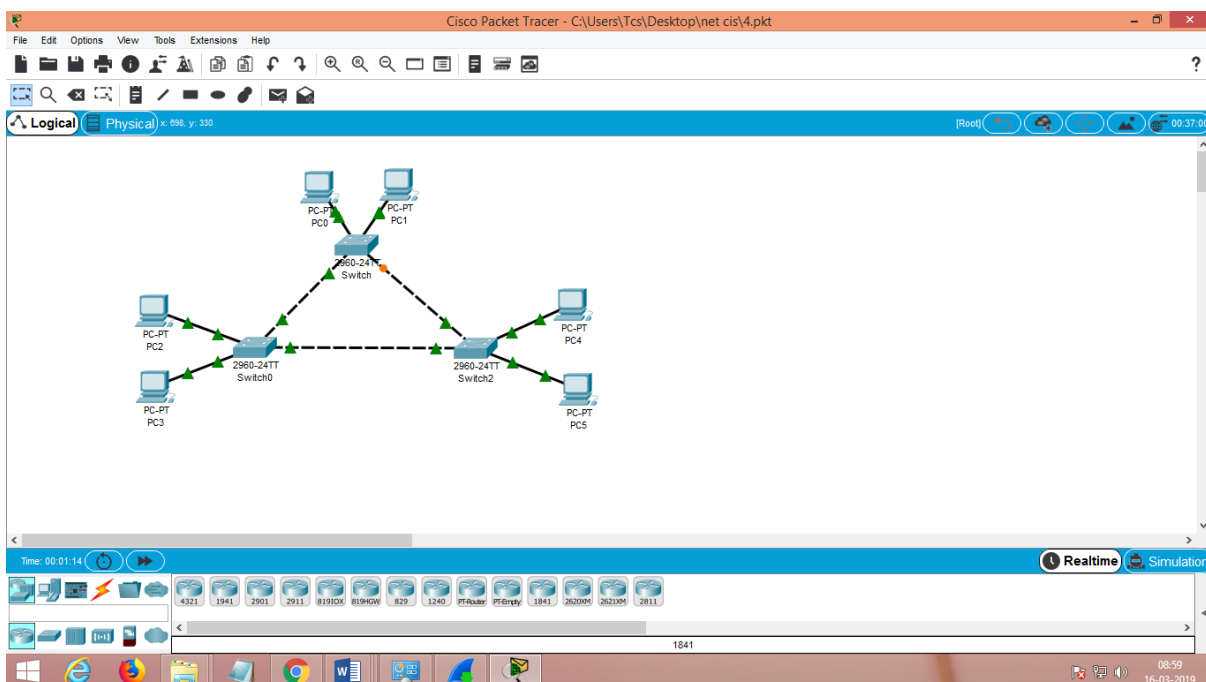 Cisco Packet Tracer - C:\Users\Tcs\Desktop\net cis\4.pkt
File Edit Options View Tools Extensions Help
?
Logical Physical x: 698, y: 330 [Root] 00:37:00
PC-PT
PC0
PC-PT
PC1
2960-24TT
Switch
PC-PT
PC2
PC-PT
PC4
2960-24TT
Switch0
2960-24TT
Switch2
PC-PT
PC3
PC-PT
PC5
Time: 00:01:14 Realtime Simulation
4321 1941 2901 2911 819IOX 819HGW 829 1240 PT-Router PT-Empty 1841 2620XM 2621XM 2811
1841
08:59
16-03-2019